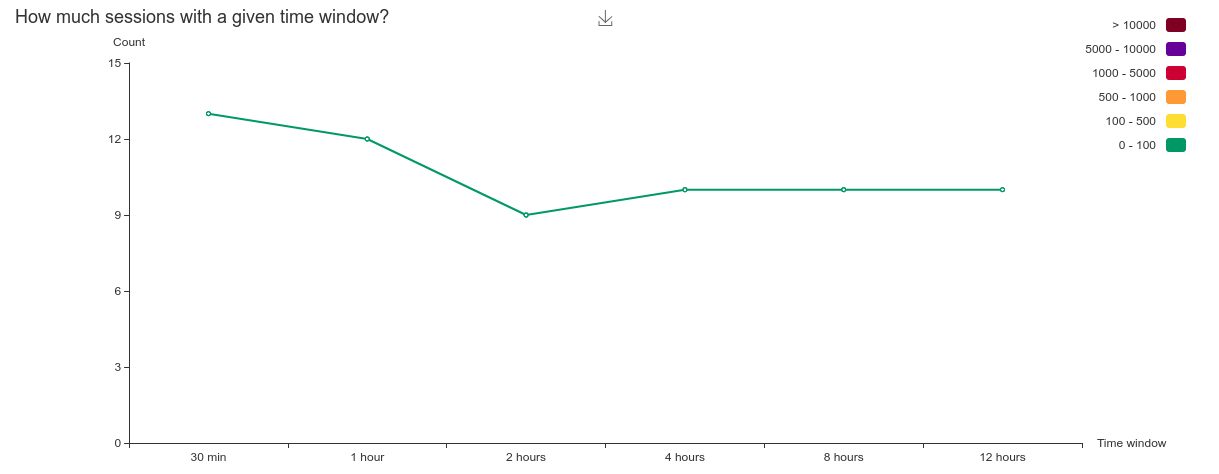 How much sessions with a given time window?
> 10000
5000 - 10000
1000 - 5000
500 - 1000
100 - 500
0 - 100
Count
15
12
9
6
3
0
30 min
1 hour
2 hours
4 hours
8 hours
12 hours
Time window